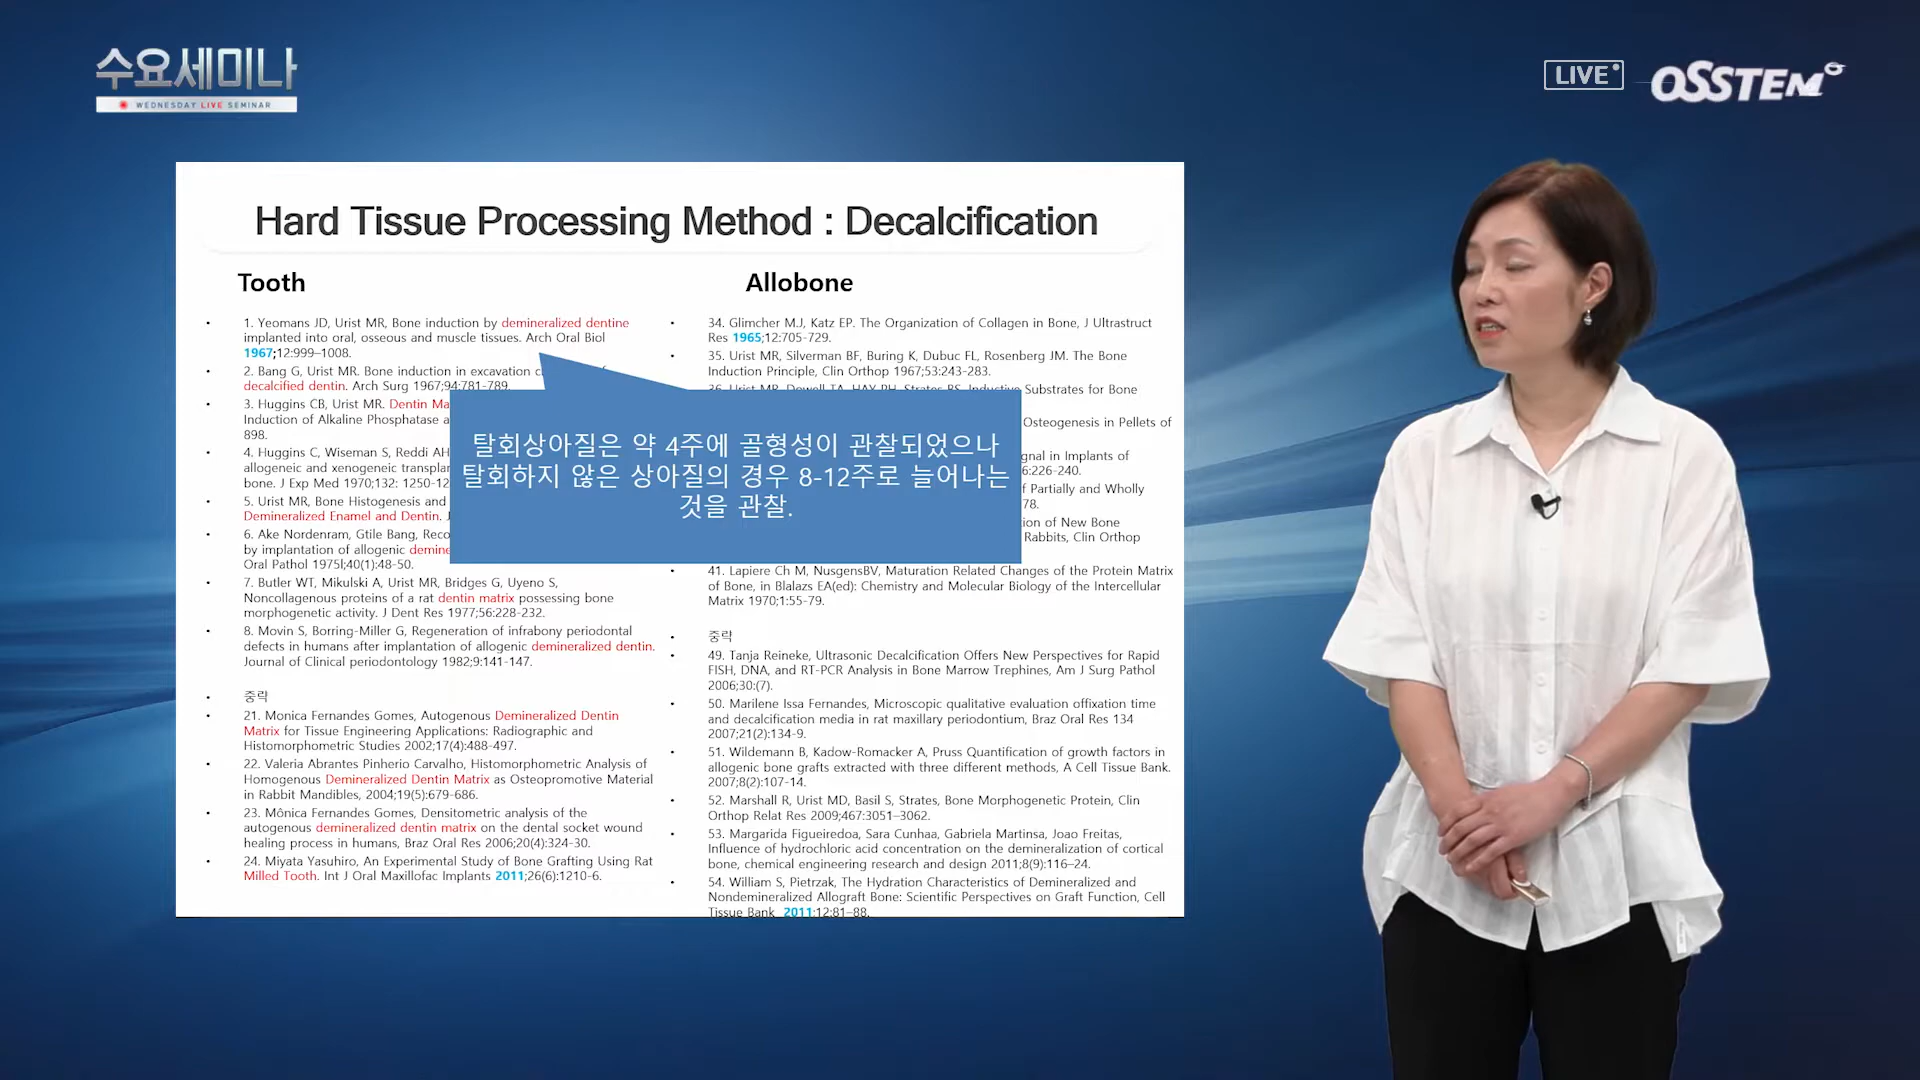 수요세미나
WEDNESDAY LIVE SEMINAR
LIVE
OSSTEM
Hard Tissue Processing Method : Decalcification
Tooth
1. Yeomans JD, Urist MR, Bone induction by demineralized dentine
implanted into oral, osseous and muscle tissues. Arch Oral Biol
1967;12:999–1008.
2. Bang G, Urist MR. Bone induction in excavation
decalcified dentin. Arch Surg 1967;94:781-789.
3. Huggins CB, Urist MR. Dentin
Induction of Alkaline Phosphatase
898.
4. Huggins C, Wiseman S, Reddi AH
allogeneic and xenogeneic
bone. J Exp Med 1970;132: 1250-12
5. Urist MR, Bone Histogenesis and
Demineralized Enamel and Dentin.
6. Ake Nordenram, Gtile Bang,
by implantation of allogenic
Oral Pathol 1975l;40(1):48-50.
7. Butler WT, Mikulski A, Urist MR, Bridges G, Uyeno S,
Noncollagenous proteins of a rat dentin matrix possessing bone
morphogenetic activity. J Dent Res 1977;56:228-232.
8. Movin S, Borring-Miller G, Regeneration of infrabony periodontal
defects in humans after implantation of allogenic demineralized dentin.
Journal of Clinical periodontology 1982;9:141-147.
중략
21. Monica Fernandes Gomes, Autogenous Demineralized Dentin
Matrix for Tissue Engineering Applications: Radiographic and
Histomorphometric Studies 2002;17(4):488-497.
22. Valeria Abrantes Pinherio Carvalho, Histomorphometric Analysis of
Homogenous Demineralized Dentin Matrix as Osteopromotive Material
in Rabbit Mandibles, 2004;19(5):679-686.
23. Mônica Fernandes Gomes, Densitometric analysis of the
autogenous demineralized dentin matrix on the dental socket wound
healing process in humans, Braz Oral Res 2006;20(4):324-30.
24. Miyata Yasuhiro, An Experimental Study of Bone Grafting Using Rat
Milled Tooth. Int J Oral Maxillofac Implants 2011;26(6):1210-6.
탈회상아질은 약 4주에 골형성이 관찰되었으나
탈회하지 않은 상아질의 경우 8-12주로 늘어나는
것을 관찰.
Allobone
34. Glimcher M.J, Katz EP. The Organization of Collagen in Bone, J Ultrastruct
Res 1965;12:705-729.
35. Urist MR, Silverman BF, Buring K, Dubuc FL, Rosenberg JM. The Bone
Induction Principle, Clin Orthop 1967;53:243-283.
Substrates for Bone
Osteogenesis in Pellets of
in Implants of
6:226-240.
Partially and Wholly
78.
of New Bone
Rabbits, Clin Orthop
41. Lapiere Ch M, NusgensBV, Maturation Related Changes of the Protein Matrix
of Bone, in Blalazs EA(ed): Chemistry and Molecular Biology of the Intercellular
Matrix 1970;1:55-79.
중략
49. Tanja Reineke, Ultrasonic Decalcification Offers New Perspectives for Rapid
FISH, DNA, and RT-PCR Analysis in Bone Marrow Trephines, Am J Surg Pathol
2006;30:(7).
50. Marilene Issa Fernandes, Microscopic qualitative evaluation offixation time
and decalcification media in rat maxillary periodontium, Braz Oral Res 134
2007;21(2):134-9.
51. Wildemann B, Kadow-Romacker A, Pruss Quantification of growth factors in
allogenic bone grafts extracted with three different methods, A Cell Tissue Bank.
2007;8(2):107-14.
52. Marshall R, Urist MD, Basil S, Strates, Bone Morphogenetic Protein, Clin
Orthop Relat Res 2009;467:3051–3062.
53. Margarida Figueiredoa, Sara Cunhaa, Gabriela Martinsa, Joao Freitas,
Influence of hydrochloric acid concentration on the demineralization of cortical
bone, chemical engineering research and design 2011;8(9):116–24.
54. William S, Pietrzak, The Hydration Characteristics of Demineralized and
Nondemineralized Allograft Bone: Scientific Perspectives on Graft Function, Cell
Tissue Bank 2011;12:81–88.